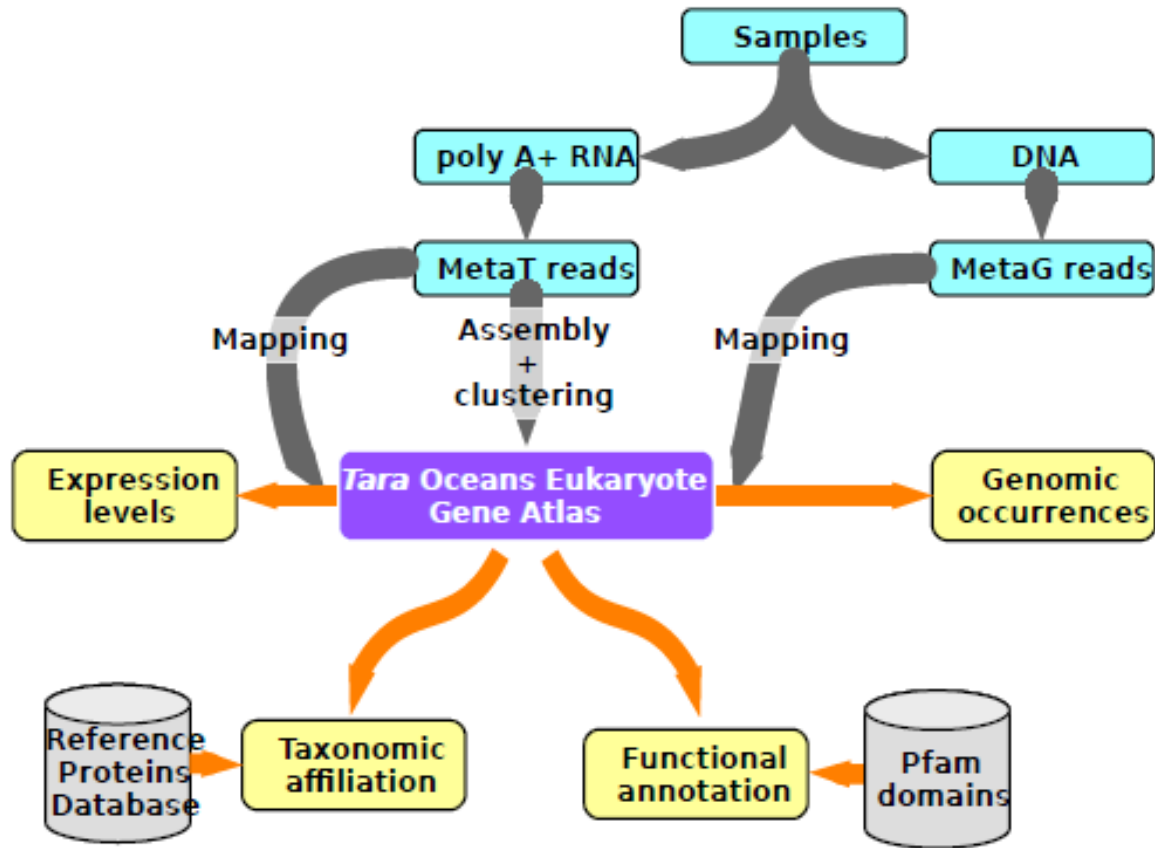 Samples
poly A+ RNA
DNA
MetaT reads
MetaG reads
Mapping
Assembly
+
clustering
Mapping
Expression
levels
Tara Oceans Eukaryote
Gene Atlas
Genomic
occurrences
Reference
Proteins
Database
Taxonomic
affiliation
Functional
annotation
Pfam
domains